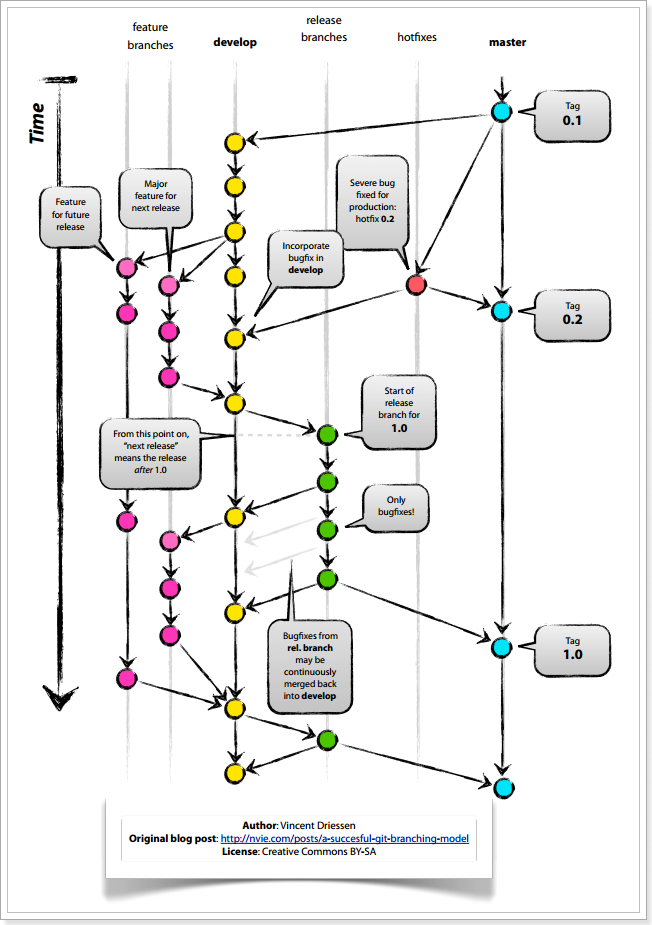 feature
branches
develop
release
branches
hotfixes
master
Time
Tag
0.1
Major
feature for
next release
Severe bug
fixed for
production:
hotfix 0.2
Feature
for future
release
Incorporate
bugfix in
develop
Tag
0.2
Start of
release
branch for
1.0
From this point on,
“next release”
means the release
after 1.0
Only
bugfixes!
Bugfixes from
rel. branch
may be
continuously
merged back
into develop
Tag
1.0
Author: Vincent Driessen
Original blog post: http://nvie.com/posts/a-succesful-git-branching-model
License: Creative Commons BY-SA